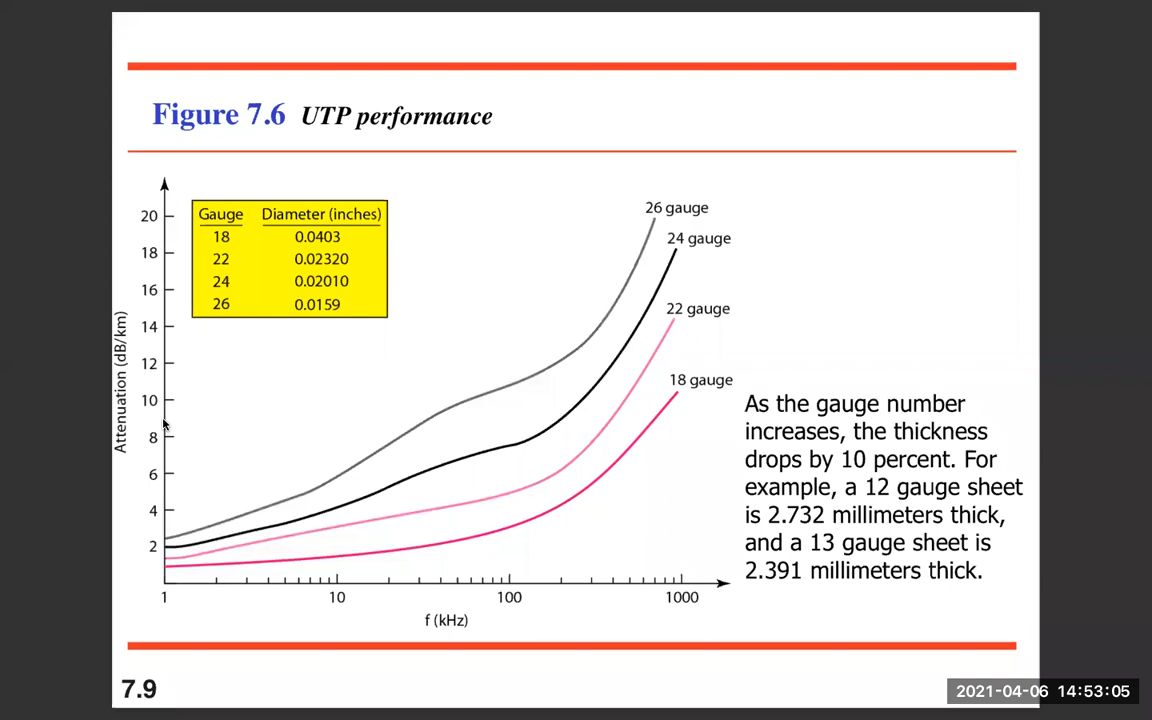 Figure 7.6 UTP performance
Gauge Diameter (inches)
18 0.0403
22 0.02320
24 0.02010
26 0.0159
20
18
16
14
12
10
8
6
4
2
Attenuation (dB/km)
26 gauge
24 gauge
22 gauge
18 gauge
1 10 100 1000
f (kHz)
As the gauge number
increases, the thickness
drops by 10 percent. For
example, a 12 gauge sheet
is 2.732 millimeters thick,
and a 13 gauge sheet is
2.391 millimeters thick.
7.9
2021-04-06 14:53:05